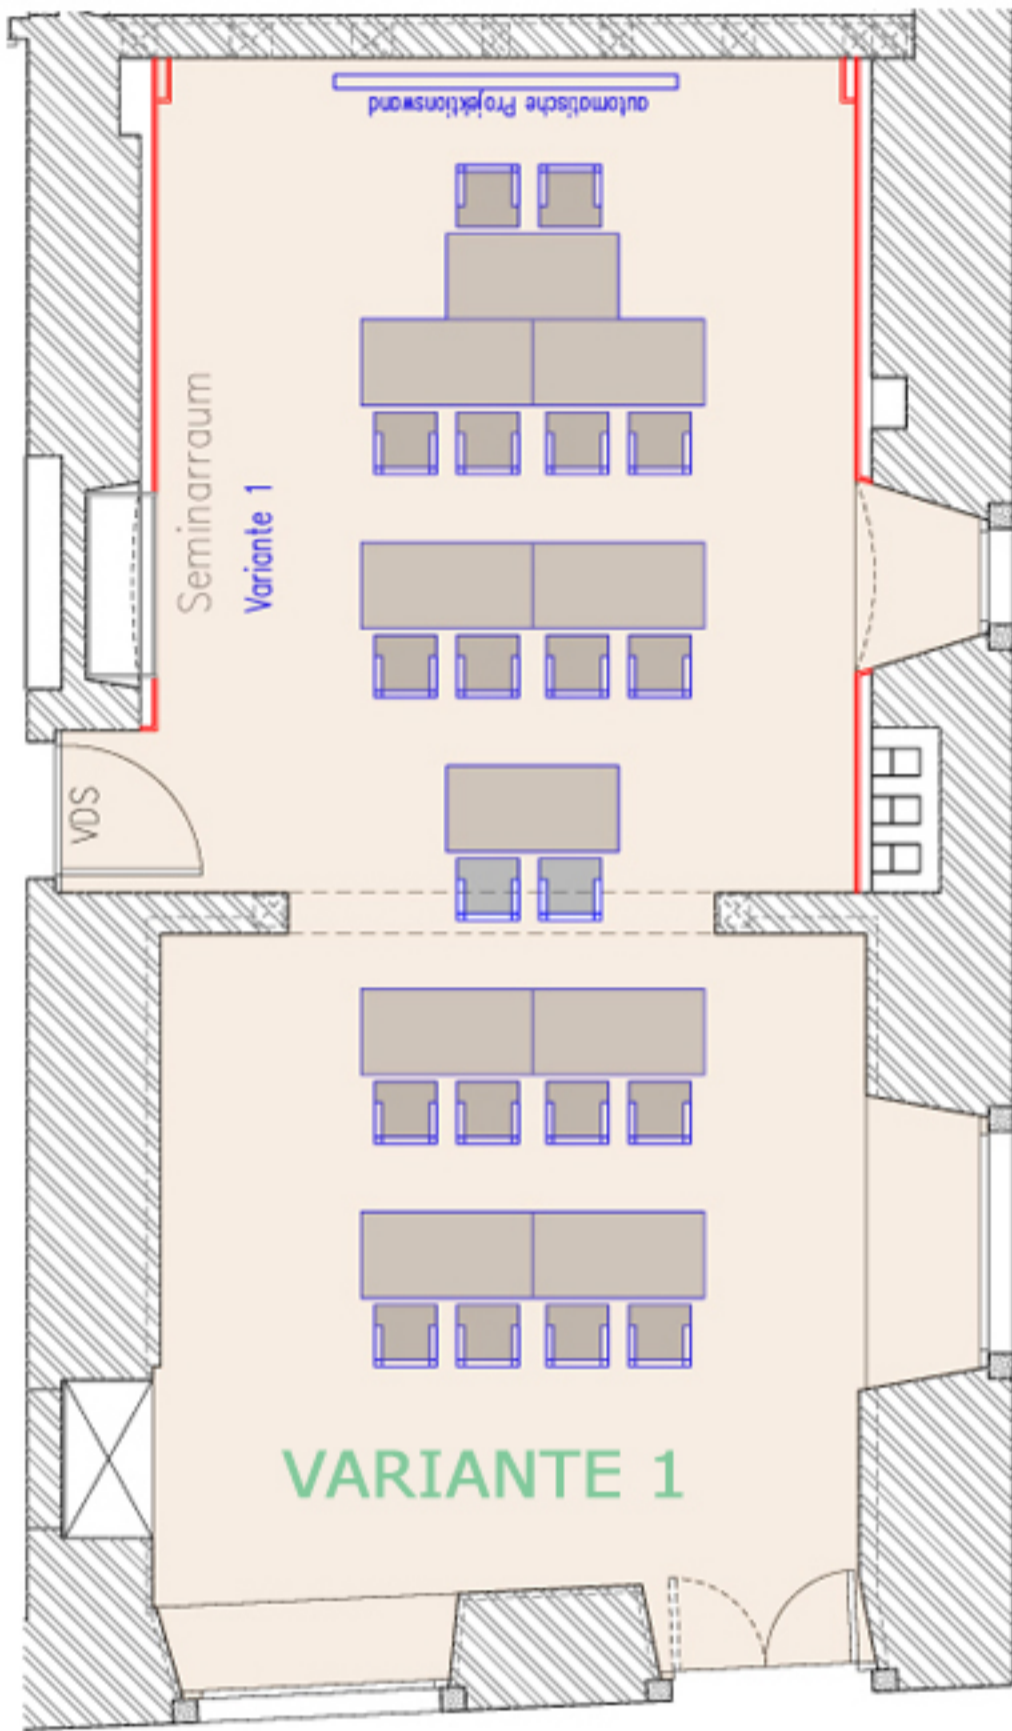 automatische Projektionswand
Seminarraum
Variante 1
VDS
VARIANTE 1